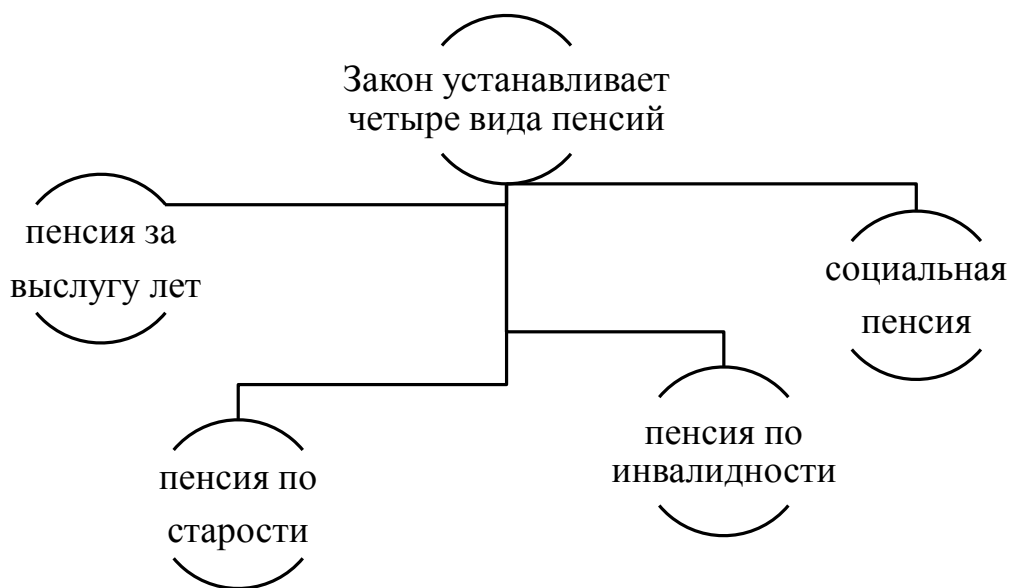 Закон устанавливает
четыре вида пенсий
пенсия за
выслугу лет
социальная
пенсия
пенсия по
инвалидности
пенсия по
старости